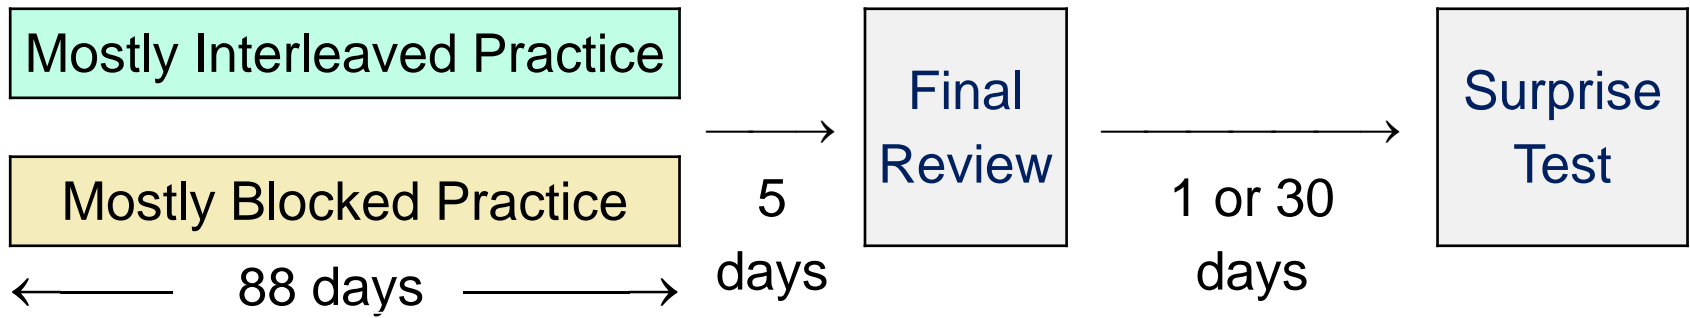 Mostly Interleaved Practice
Mostly Blocked Practice
88 days
5
days
Final
Review
1 or 30
days
Surprise
Test